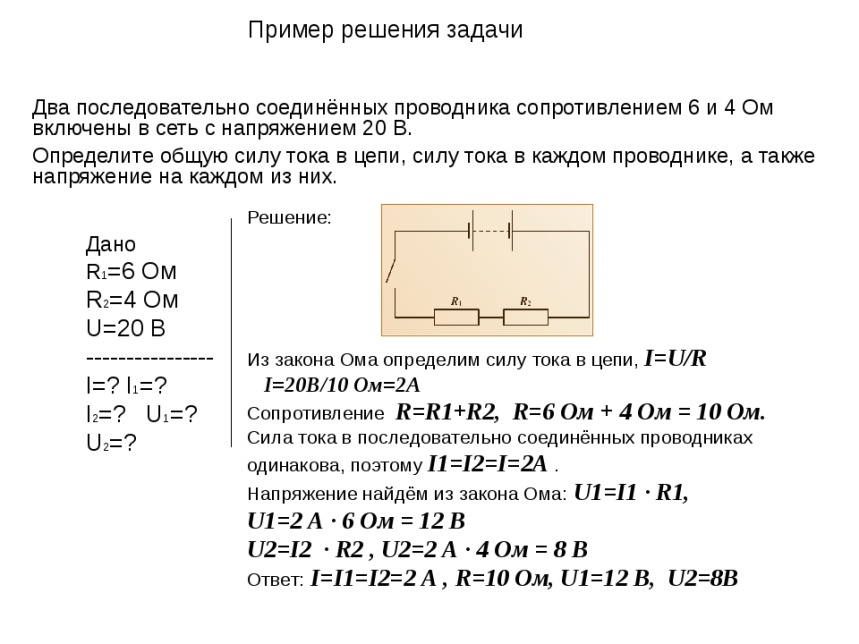 Пример решения задачи
Два последовательно соединённых проводника сопротивлением 6 и 4 Ом
включены в сеть с напряжением 20 В.
Определите общую силу тока в цепи, силу тока в каждом проводнике, а также
напряжение на каждом из них.
Дано
R₁=6 Ом
R₂=4 Ом
U=20 В
----------------
I=? I₁=?
I₂=? U₁=?
U₂=?
Решение:
R₁ R₂
Из закона Ома определим силу тока в цепи, I=U/R
I=20В/10 Ом=2А
Сопротивление R=R1+R2, R=6 Ом + 4 Ом = 10 Ом.
Сила тока в последовательно соединённых проводниках
одинакова, поэтому I1=I2=I=2А .
Напряжение найдём из закона Ома: U1=I1 · R1,
U1=2 А · 6 Ом = 12 В
U2=I2 · R2 , U2=2 А · 4 Ом = 8 В
Ответ: I=I1=I2=2 А , R=10 Ом, U1=12 В, U2=8В